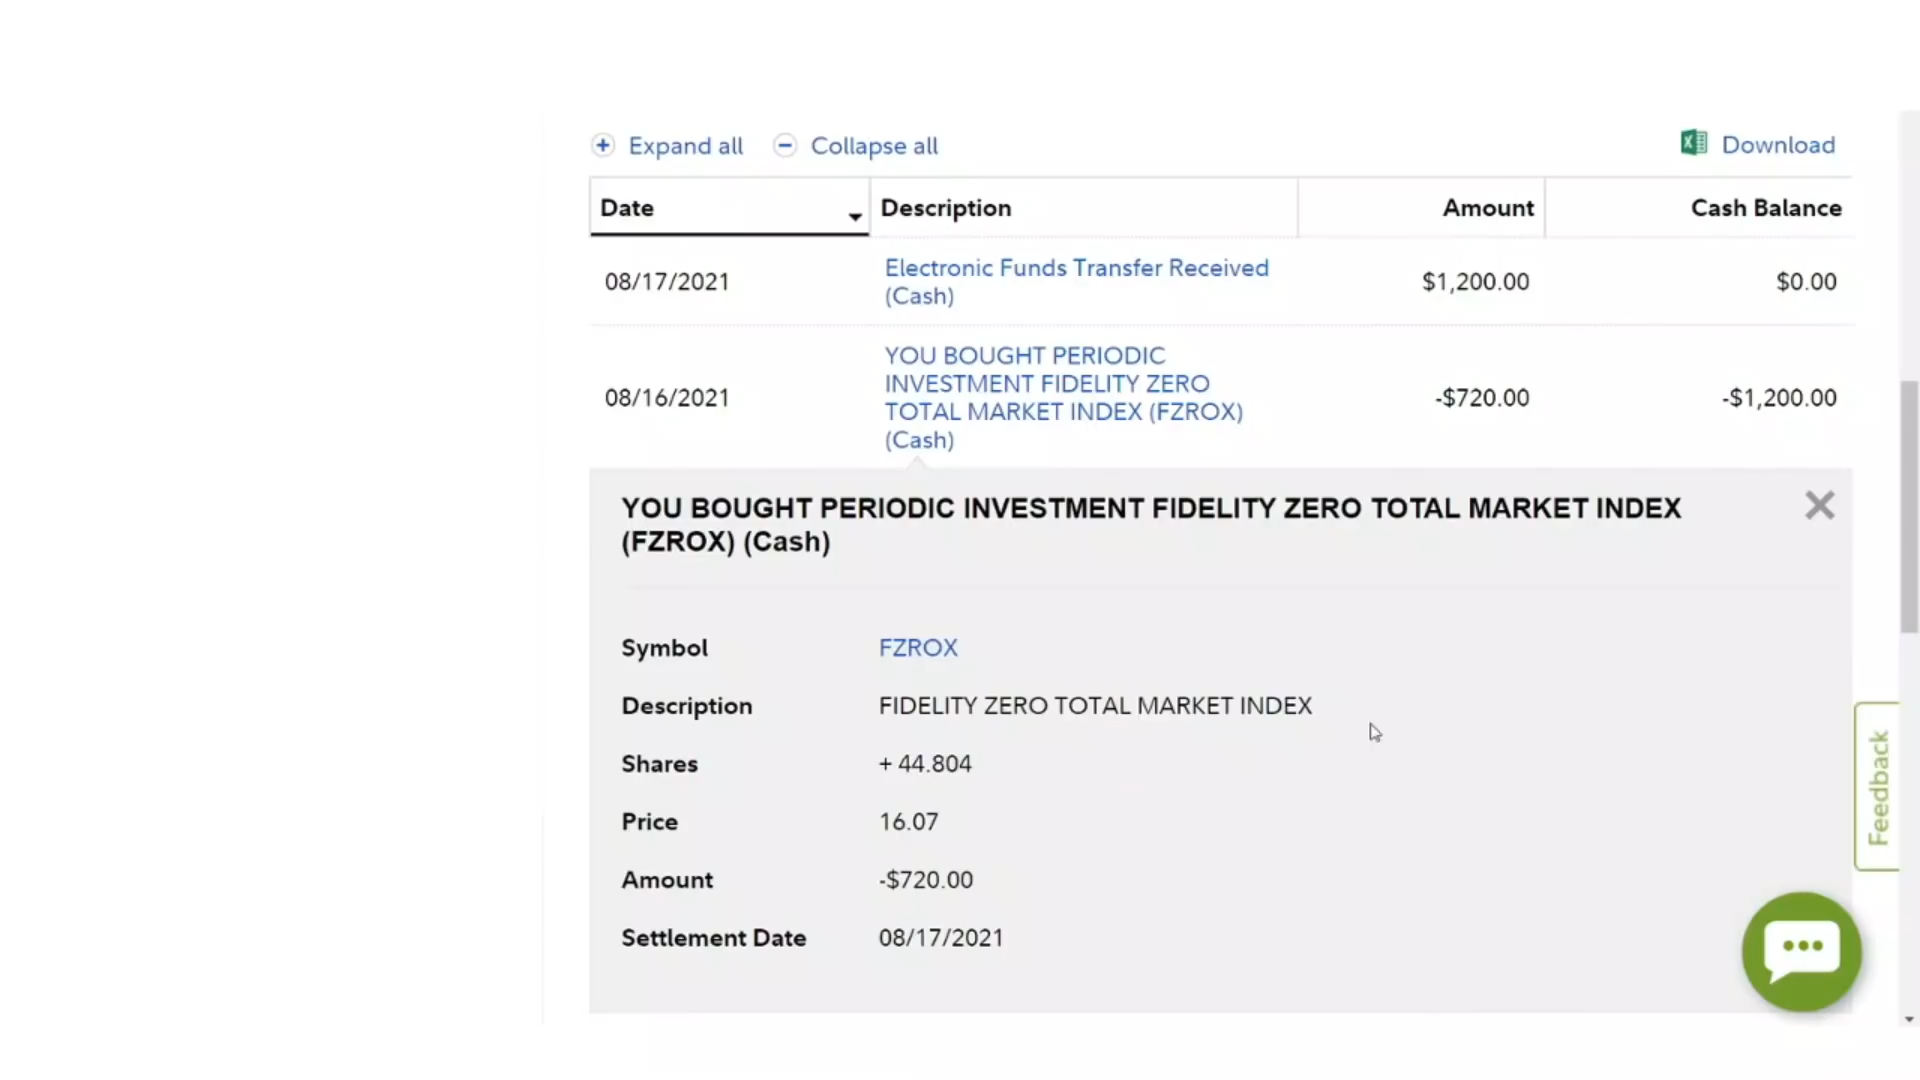 Expand all Collapse all Download
Date Description Amount Cash Balance
08/17/2021 Electronic Funds Transfer Received $1,200.00 $0.00
(Cash)
YOU BOUGHT PERIODIC
INVESTMENT FIDELITY ZERO
08/16/2021 TOTAL MARKET INDEX (FZROX) -$720.00 -$1,200.00
(Cash)
YOU BOUGHT PERIODIC INVESTMENT FIDELITY ZERO TOTAL MARKET INDEX
(FZROX) (Cash)
Symbol FZROX
Description FIDELITY ZERO TOTAL MARKET INDEX
Shares + 44.804
Price 16.07
Amount -$720.00
Settlement Date 08/17/2021
Feedback